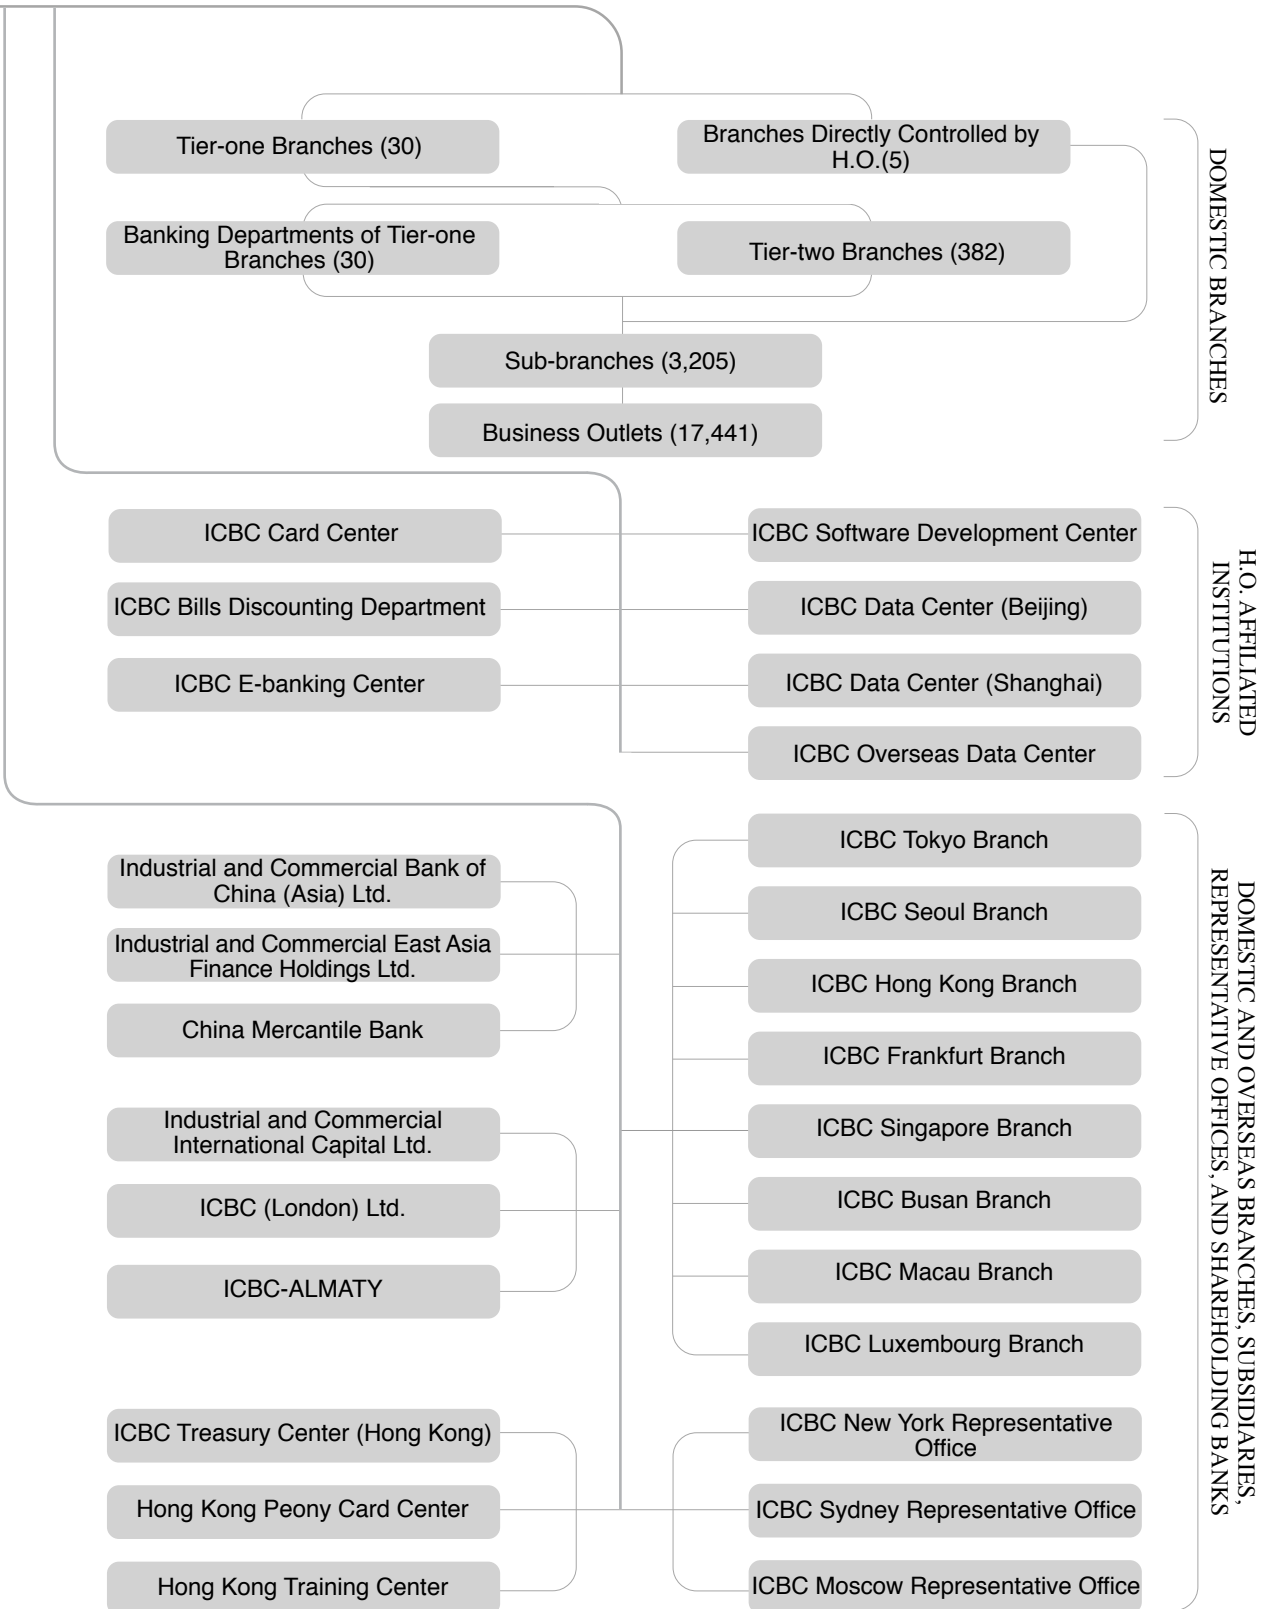 Tier-one Branches (30)
Branches Directly Controlled by
H.O.(5)
Banking Departments of Tier-one
Branches (30)
Tier-two Branches (382)
Sub-branches (3,205)
Business Outlets (17,441)
DOMESTIC BRANCHES
ICBC Card Center
ICBC Software Development Center
ICBC Bills Discounting Department
ICBC Data Center (Beijing)
ICBC E-banking Center
ICBC Data Center (Shanghai)
ICBC Overseas Data Center
H.O. AFFILIATED
INSTITUTIONS
Industrial and Commercial Bank of
China (Asia) Ltd.
Industrial and Commercial East Asia
Finance Holdings Ltd.
China Mercantile Bank
Industrial and Commercial
International Capital Ltd.
ICBC (London) Ltd.
ICBC-ALMATY
ICBC Treasury Center (Hong Kong)
Hong Kong Peony Card Center
Hong Kong Training Center
ICBC Tokyo Branch
ICBC Seoul Branch
ICBC Hong Kong Branch
ICBC Frankfurt Branch
ICBC Singapore Branch
ICBC Busan Branch
ICBC Macau Branch
ICBC Luxembourg Branch
ICBC New York Representative
Office
ICBC Sydney Representative Office
ICBC Moscow Representative Office
DOMESTIC AND OVERSEAS BRANCHES, SUBSIDIARIES,
REPRESENTATIVE OFFICES, AND SHAREHOLDING BANKS